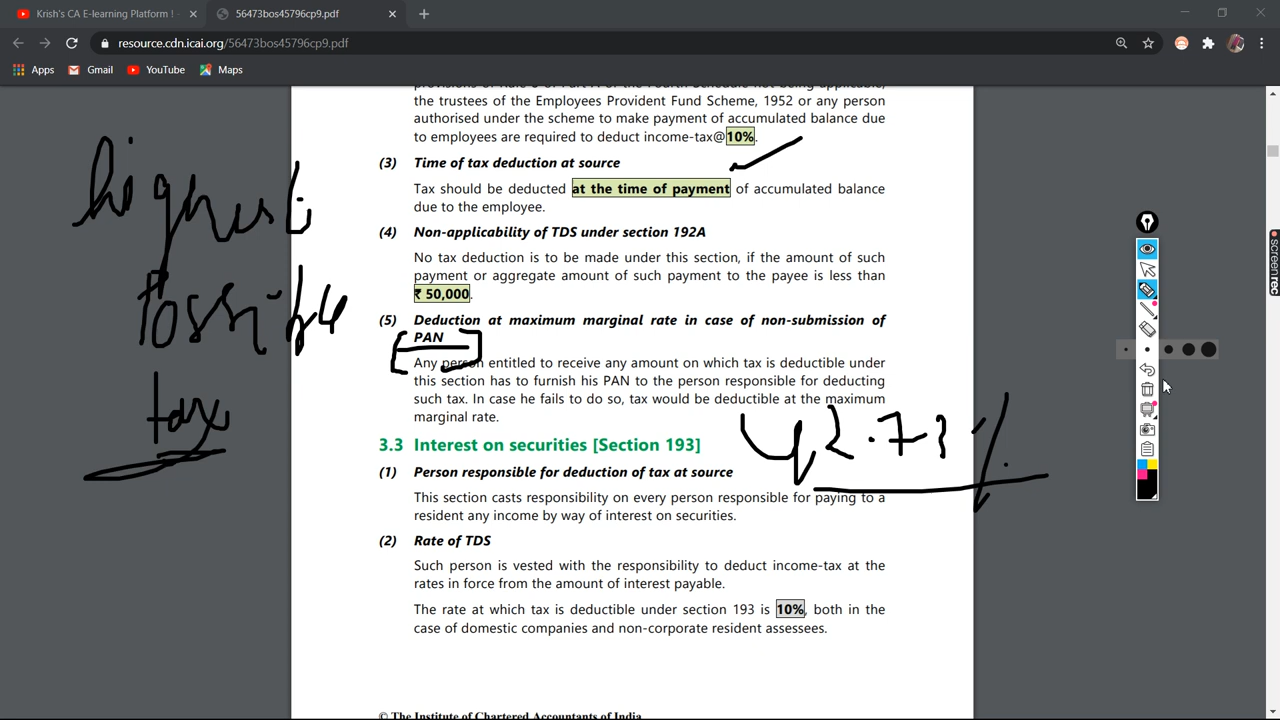 Krish's CA E-learning Platform ! -
56473bos45796cp9.pdf
resource.cdn.icai.org/56473bos45796cp9.pdf
Apps Gmail YouTube Maps
the trustees of the Employees Provident Fund Scheme, 1952 or any person
authorised under the scheme to make payment of accumulated balance due
to employees are required to deduct income-tax@10%.
(3) Time of tax deduction at source
Tax should be deducted at the time of payment of accumulated balance
due to the employee.
(4) Non-applicability of TDS under section 192A
No tax deduction is to be made under this section, if the amount of such
payment or aggregate amount of such payment to the payee is less than
₹ 50,000.
(5) Deduction at maximum marginal rate in case of non-submission of
PAN
Any person entitled to receive any amount on which tax is deductible under
this section has to furnish his PAN to the person responsible for deducting
such tax. In case he fails to do so, tax would be deductible at the maximum
marginal rate.
3.3 Interest on securities [Section 193]
(1) Person responsible for deduction of tax at source
This section casts responsibility on every person responsible for paying to a
resident any income by way of interest on securities.
(2) Rate of TDS
Such person is vested with the responsibility to deduct income-tax at the
rates in force from the amount of interest payable.
The rate at which tax is deductible under section 193 is 10%, both in the
case of domestic companies and non-corporate resident assessees.
© The Institute of Chartered Accountants of India
highest
possible
tax
42.73%
screenrec